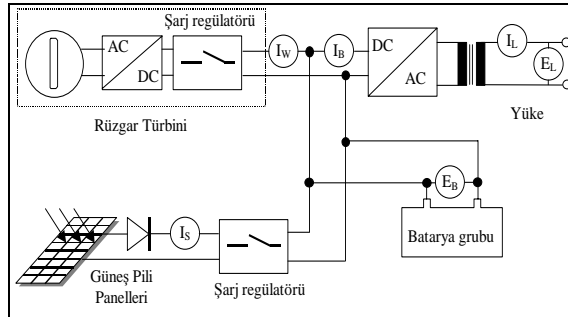 Şarj regülatörü
AC
DC
I_W
I_B
DC
AC
I_L
E_L
Rüzgar Türbini
Yüke
E_B
I_S
Batarya grubu
Güneş Pili
Panelleri
Şarj regülatörü